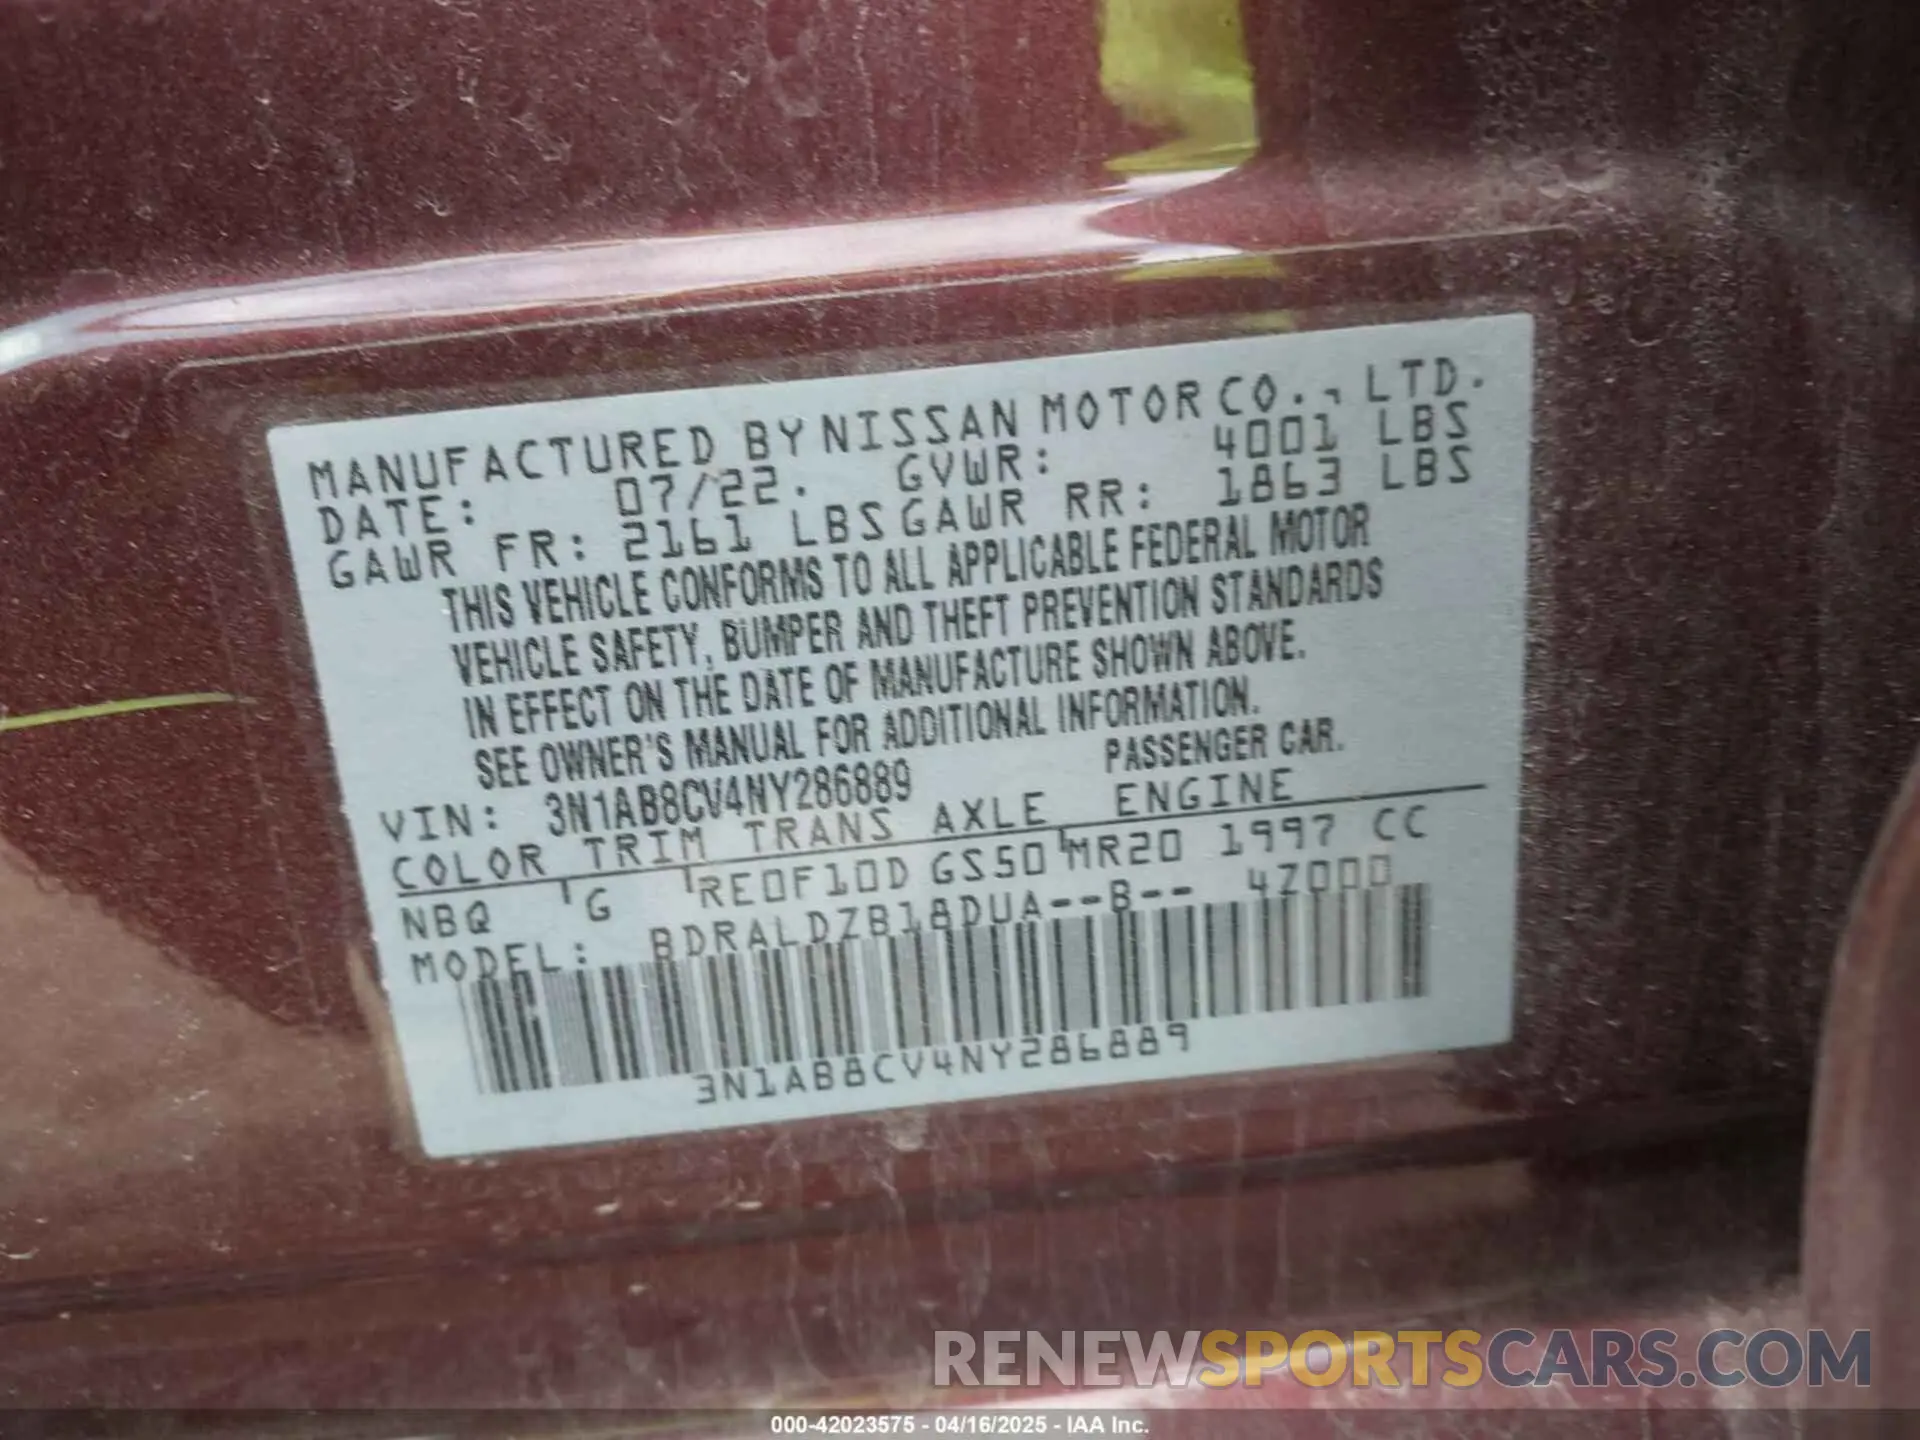 MANUFACTURED BY NISSAN MOTOR CO., LTD.
DATE: 07/22. GVWR: 4001 LBS
GAWR FR: 2161 LBS GAWR RR: 1863 LBS
THIS VEHICLE CONFORMS TO ALL APPLICABLE FEDERAL MOTOR
VEHICLE SAFETY, BUMPER AND THEFT PREVENTION STANDARDS
IN EFFECT ON THE DATE OF MANUFACTURE SHOWN ABOVE.
SEE OWNER'S MANUAL FOR ADDITIONAL INFORMATION.
VIN: 3N1AB8CV4NY286889 PASSENGER CAR.
COLOR TRIM TRANS AXLE ENGINE
NBQ G RE0F10D GS50 MR20 1997 CC
MODEL: BDRALDZB18DUA--B-- 4Z000
3N1AB8CV4NY286889
RENEWSPORTSCARS.COM
000-42023575 - 04/16/2025 - IAA Inc.